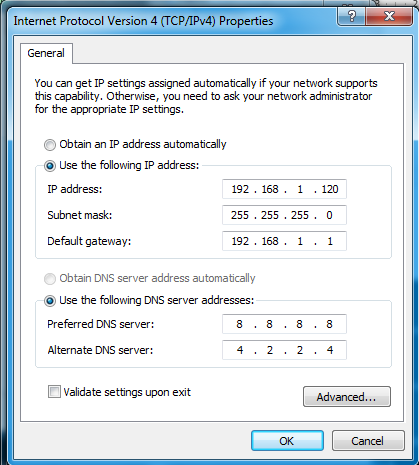 Internet Protocol Version 4 (TCP/IPv4) Properties
?
General
You can get IP settings assigned automatically if your network supports
this capability. Otherwise, you need to ask your network administrator
for the appropriate IP settings.
Obtain an IP address automatically
Use the following IP address:
IP address: 192 . 168 . 1 . 120
Subnet mask: 255 . 255 . 255 . 0
Default gateway: 192 . 168 . 1 . 1
Obtain DNS server address automatically
Use the following DNS server addresses:
Preferred DNS server: 8 . 8 . 8 . 8
Alternate DNS server: 4 . 2 . 2 . 4
Validate settings upon exit
Advanced...
OK Cancel